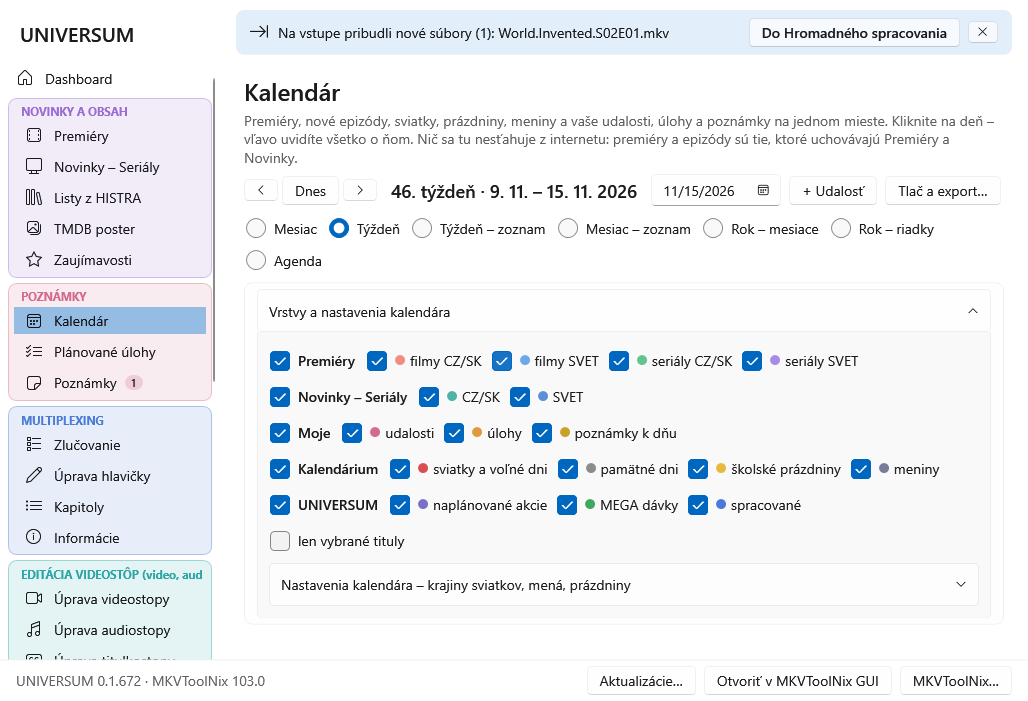 UNIVERSUM
Dashboard
NOVINKY A OBSAH
Premiéry
Novinky – Seriály
Listy z HISTRA
TMDB poster
Zaujímavosti
POZNÁMKY
Kalendár
Plánované úlohy
Poznámky 1
MULTIPLEXING
Zlučovanie
Úprava hlavičky
Kapitoly
Informácie
EDITÁCIA VIDEOSTÔP (video, aud
Úprava videostopy
Úprava audiostopy
Na vstupe pribudli nové súbory (1): World.Invented.S02E01.mkv
Do Hromadného spracovania
Kalendár
Premiéry, nové epizódy, sviatky, prázdniny, meniny a vaše udalosti, úlohy a poznámky na jednom mieste. Kliknite na deň –
vľavo uvidíte všetko o ňom. Nič sa tu nesťahuje z internetu: premiéry a epizódy sú tie, ktoré uchovávajú Premiéry a
Novinky.
Dnes 46. týždeň · 9. 11. – 15. 11. 2026 11/15/2026 + Udalosť Tlač a export...
Mesiac Týždeň Týždeň – zoznam Mesiac – zoznam Rok – mesiace Rok – riadky
Agenda
Vrstvy a nastavenia kalendára
Premiéry filmy CZ/SK filmy SVET seriály CZ/SK seriály SVET
Novinky – Seriály CZ/SK SVET
Moje udalosti úlohy poznámky k dňu
Kalendárium sviatky a voľné dni pamätné dni školské prázdniny meniny
UNIVERSUM naplánované akcie MEGA dávky spracované
len vybrané tituly
Nastavenia kalendára – krajiny sviatkov, mená, prázdniny
UNIVERSUM 0.1.672 · MKVToolNix 103.0
Aktualizácie... Otvoriť v MKVToolNix GUI MKVToolNix...